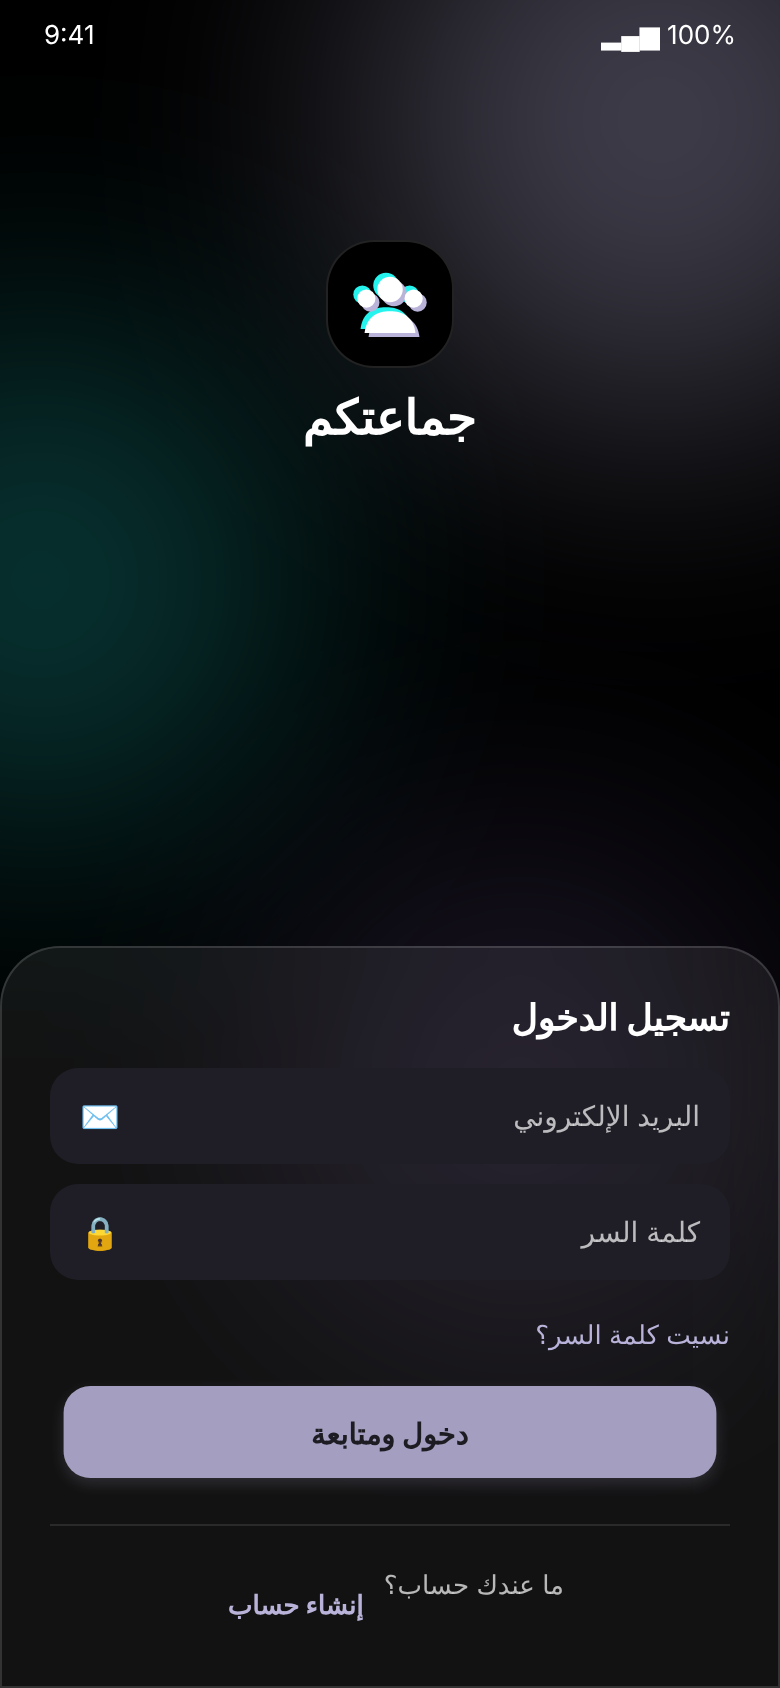 9:41 100%
جماعتكم
تسجيل الدخول
البريد الإلكتروني
كلمة السر
نسيت كلمة السر؟
دخول ومتابعة
ما عندك حساب؟
إنشاء حساب